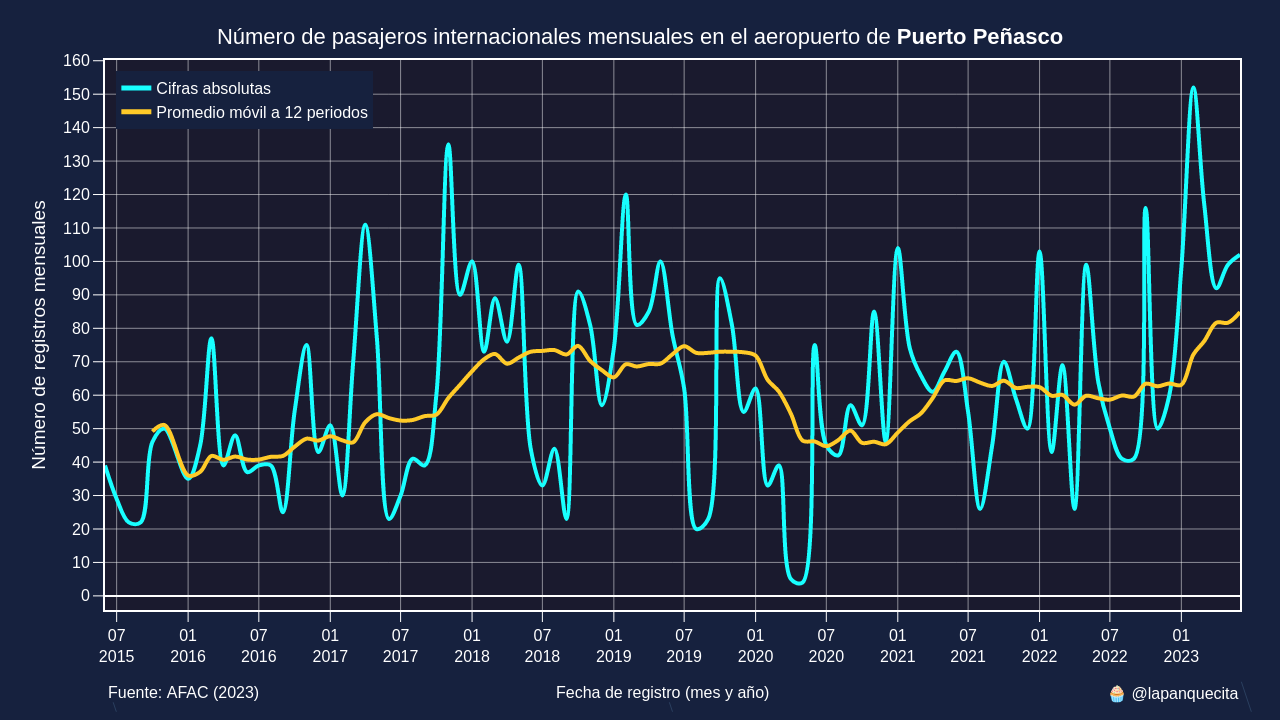 Número de pasajeros internacionales mensuales en el aeropuerto de Puerto Peñasco
Cifras absolutas
Promedio móvil a 12 periodos
Número de registros mensuales
160
150
140
130
120
110
100
90
80
70
60
50
40
30
20
10
0
07 01 07 01 07 01 07 01 07 01 07 01 07 01 07 01
2015 2016 2016 2017 2017 2018 2018 2019 2019 2020 2020 2021 2021 2022 2022 2023
Fuente: AFAC (2023)
Fecha de registro (mes y año)
🧁 @lapanquecita